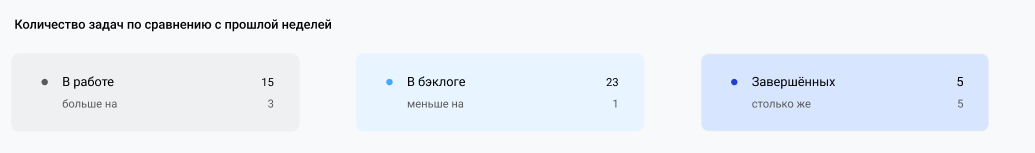 Количество задач по сравнению с прошлой неделей
В работе 15
больше на 3
В бэклоге 23
меньше на 1
Завершённых 5
столько же 5